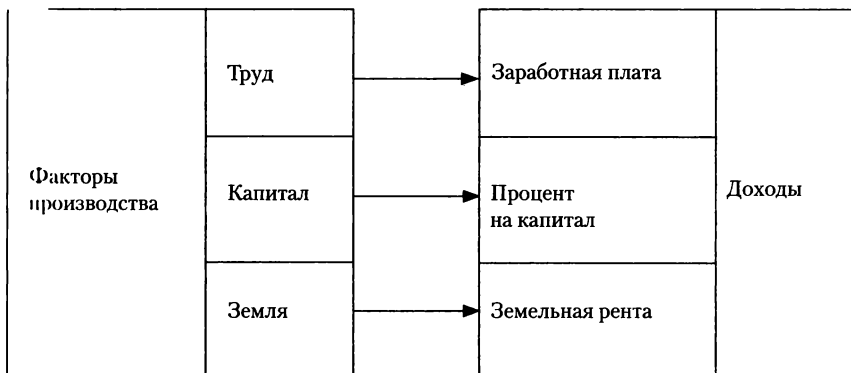 Факторы
производства
Труд
Капитал
Земля
Заработная плата
Процент
на капитал
Земельная рента
Доходы